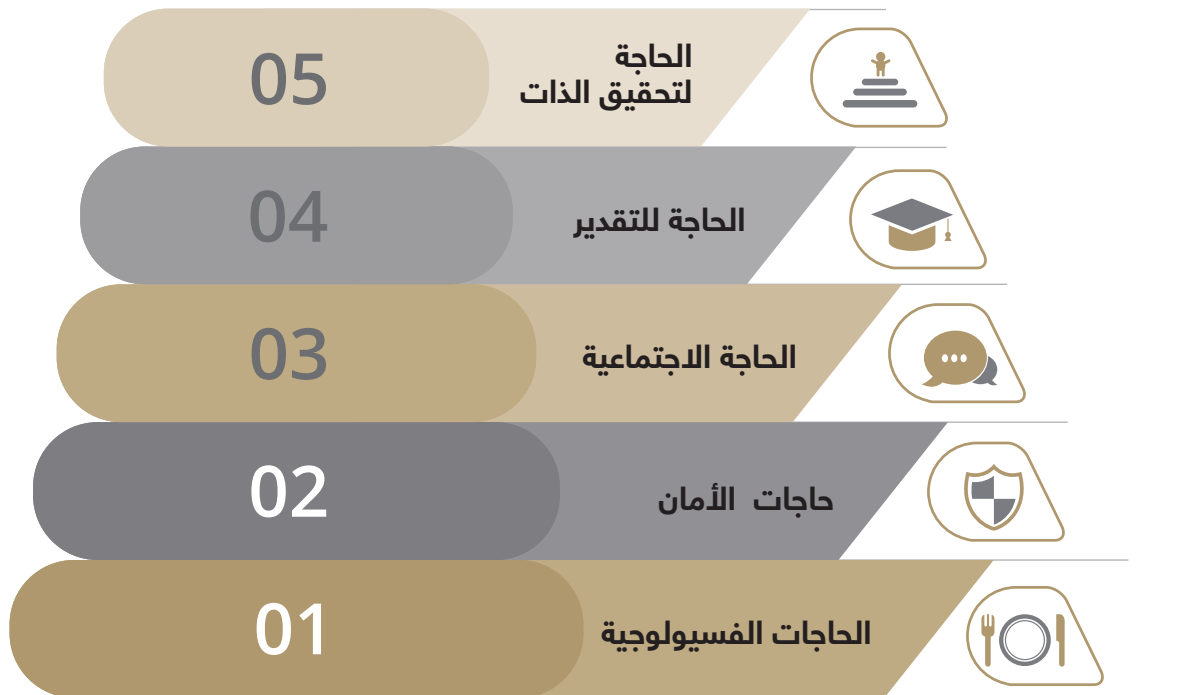 الحاجة
لتحقيق الذات
05
الحاجة للتقدير
04
الحاجة الاجتماعية
03
حاجات الأمان
02
الحاجات الفسيولوجية
01